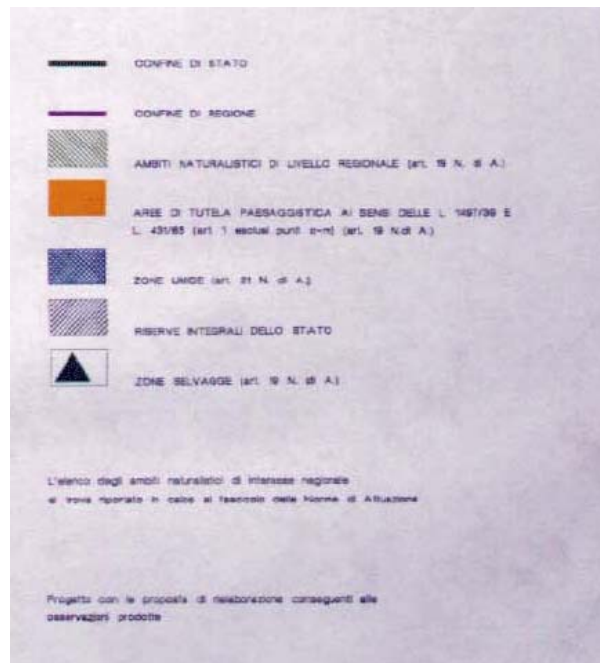 CONFINE DI STATO
CONFINE DI REGIONE
AMBITI NATURALISTICI DI LIVELLO REGIONALE (art. 19 N. di A.)
AREE DI TUTELA PAESAGGISTICA AI SENSI DELLE L. 1497/39 E
L. 431/85 (art. 1 esclusi punti) (art. 19 N.di A.)
ZONE UMIDE (art. 21 N. di A.)
RISERVE INTEGRALI DELLO STATO
ZONE SELVAGGE (art. 19 N. di A.)
L'elenco degli ambiti naturalistici di interesse regionale
si trova riportato in calce al fascicolo delle Norme di Attuazione
Progetto con le proposte di rielaborazione conseguenti alle
osservazioni prodotte